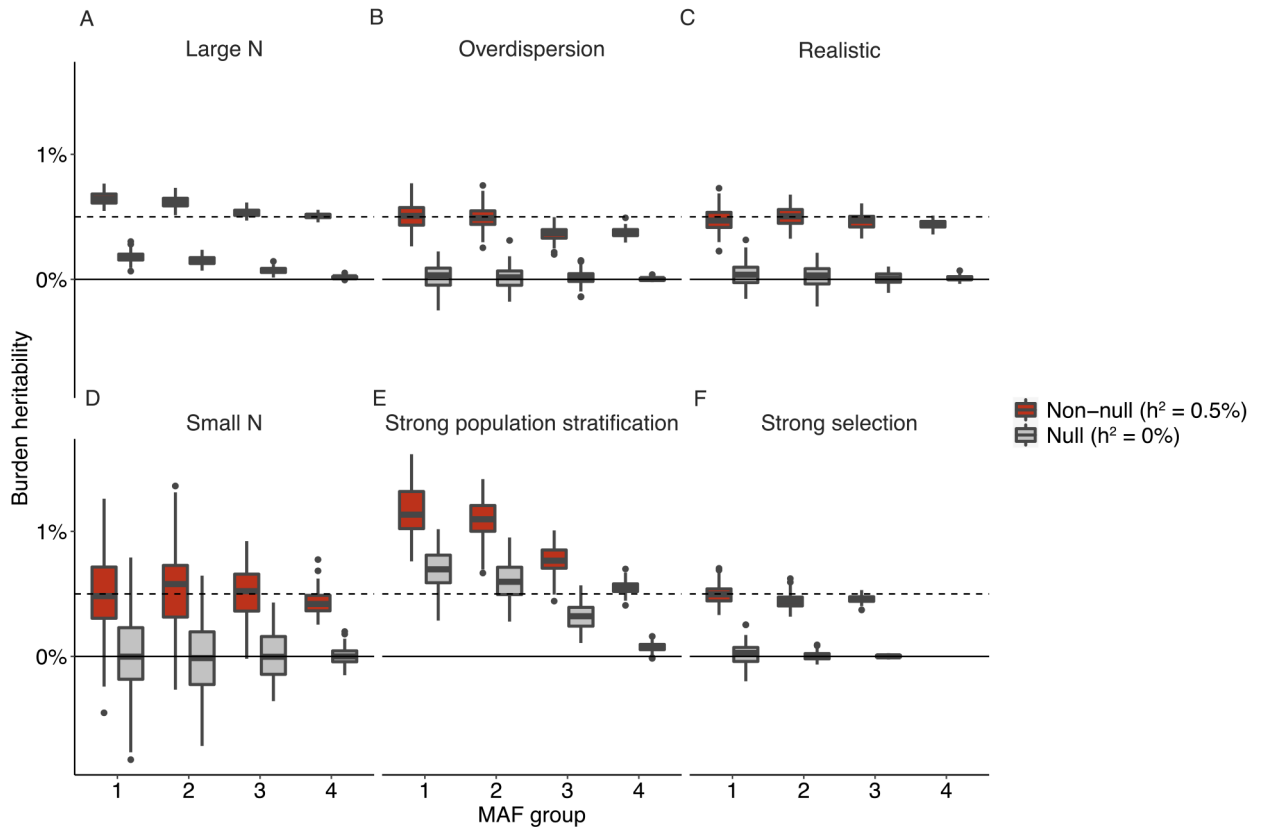 A
B
C
Large N
Overdispersion
Realistic
1%
0%
Burden heritability
D
E
F
Small N
Strong population stratification
Strong selection
1%
0%
1 2 3 4
1 2 3 4
1 2 3 4
MAF group
Non−null (h² = 0.5%)
Null (h² = 0%)